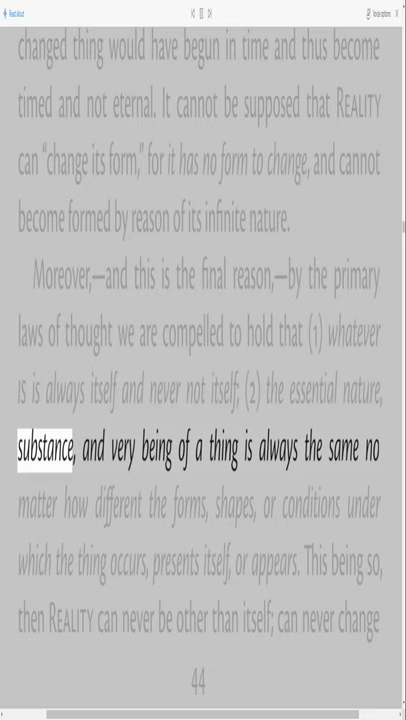 Read aloud
Voice options
changed thing would have begun in time and thus become
timed and not eternal. It cannot be supposed that REALITY
can “change its form,” for it has no form to change, and cannot
become formed by reason of its infinite nature.
Moreover,—and this is the final reason,—by the primary
laws of thought we are compelled to hold that (1) whatever
IS is always itself and never not itself; (2) the essential nature,
substance, and very being of a thing is always the same no
matter how different the forms, shapes, or conditions under
which the thing occurs, presents itself, or appears. This being so,
then REALITY can never be other than itself; can never change
44